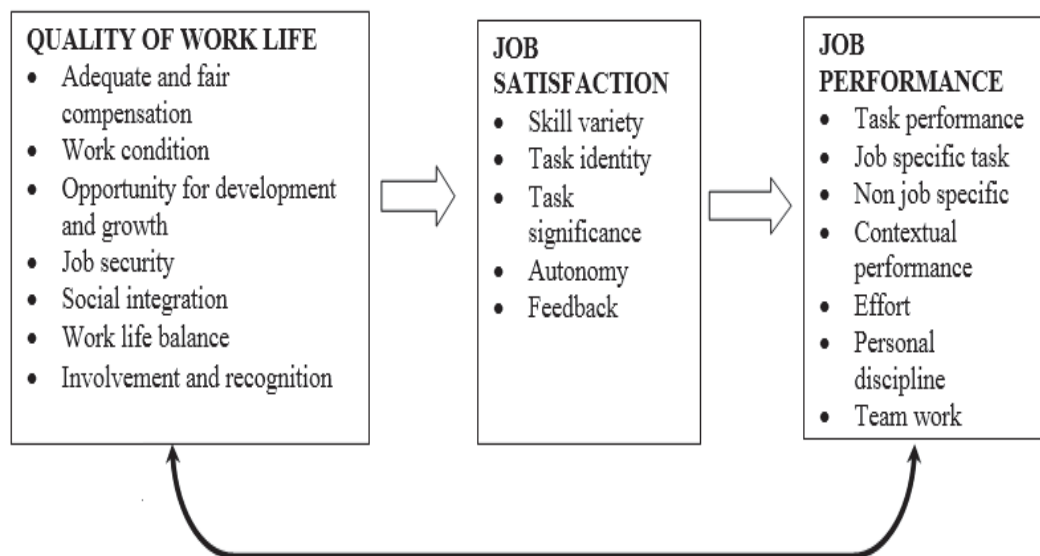 QUALITY OF WORK LIFE
• Adequate and fair
compensation
• Work condition
• Opportunity for development
and growth
• Job security
• Social integration
• Work life balance
• Involvement and recognition
JOB
SATISFACTION
• Skill variety
• Task identity
• Task
significance
• Autonomy
• Feedback
JOB
PERFORMANCE
• Task performance
• Job specific task
• Non job specific
• Contextual
performance
• Effort
• Personal
discipline
• Team work